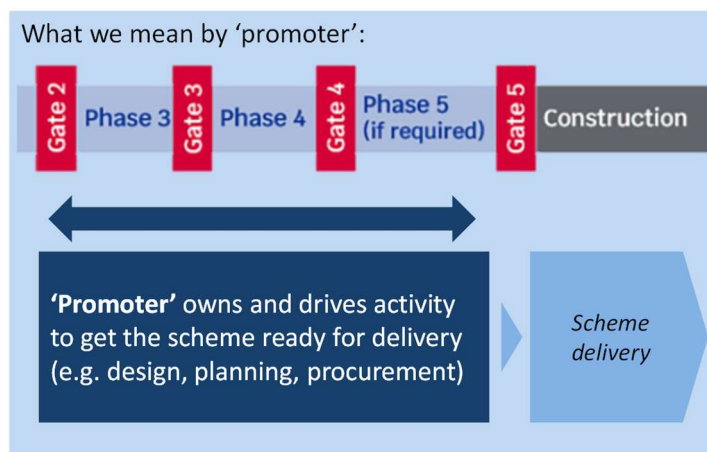 What we mean by ‘promoter’:
Gate 2
Phase 3
Gate 3
Phase 4
Gate 4
Phase 5
(if required)
Gate 5
Construction
‘Promoter’ owns and drives activity
to get the scheme ready for delivery
(e.g. design, planning, procurement)
Scheme
delivery